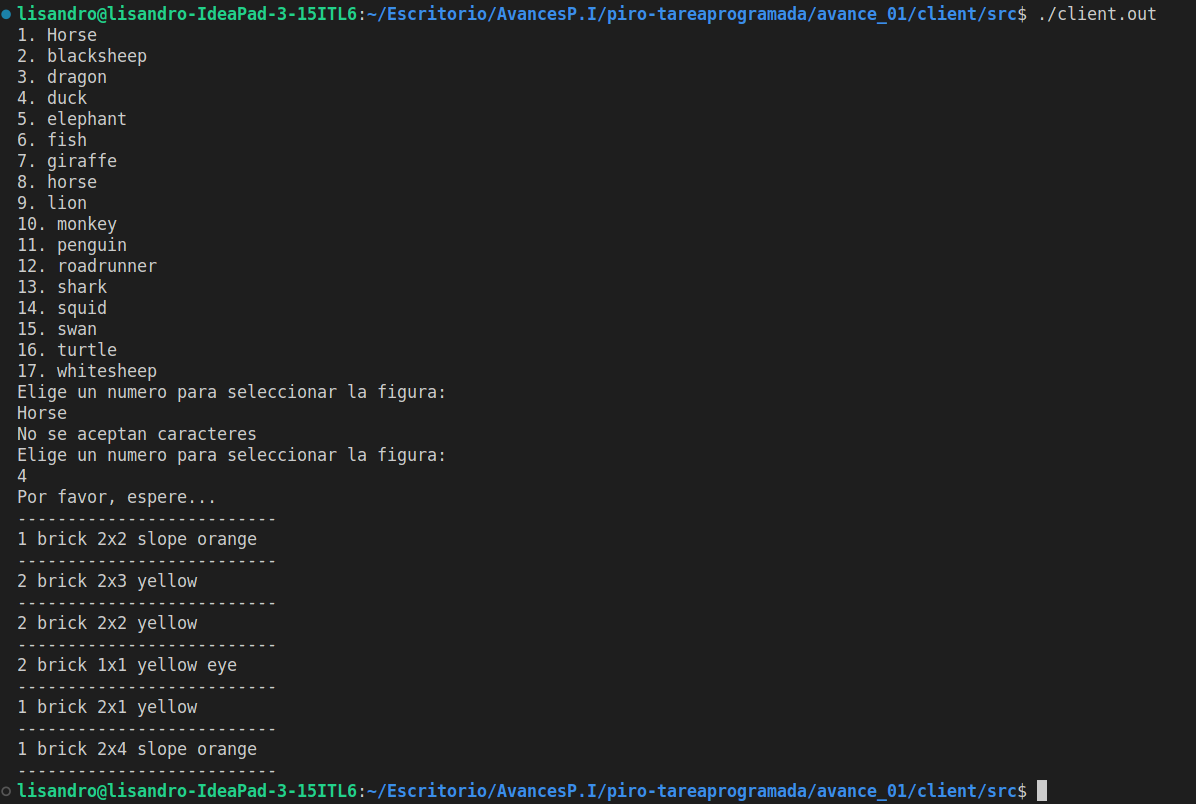 lisandro@lisandro-IdeaPad-3-15ITL6:~/Escritorio/AvancesP.I/piro-tareaprogramada/avance_01/client/src$ ./client.out
1. Horse
2. blacksheep
3. dragon
4. duck
5. elephant
6. fish
7. giraffe
8. horse
9. lion
10. monkey
11. penguin
12. roadrunner
13. shark
14. squid
15. swan
16. turtle
17. whitesheep
Elige un numero para seleccionar la figura:
Horse
No se aceptan caracteres
Elige un numero para seleccionar la figura:
4
Por favor, espere...
--------------------------
1 brick 2x2 slope orange
--------------------------
2 brick 2x3 yellow
--------------------------
2 brick 2x2 yellow
--------------------------
2 brick 1x1 yellow eye
--------------------------
1 brick 2x1 yellow
--------------------------
1 brick 2x4 slope orange
--------------------------
lisandro@lisandro-IdeaPad-3-15ITL6:~/Escritorio/AvancesP.I/piro-tareaprogramada/avance_01/client/src$